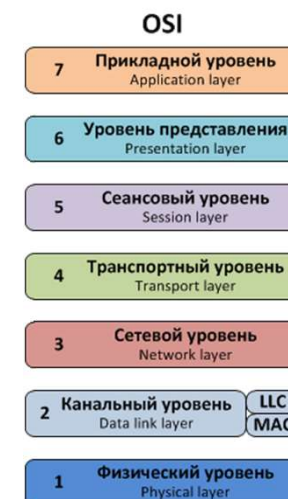 OSI
7 Прикладной уровень
Application layer
6 Уровень представления
Presentation layer
5 Сеансовый уровень
Session layer
4 Транспортный уровень
Transport layer
3 Сетевой уровень
Network layer
2 Канальный уровень LLC
Data link layer MAC
1 Физический уровень
Physical layer